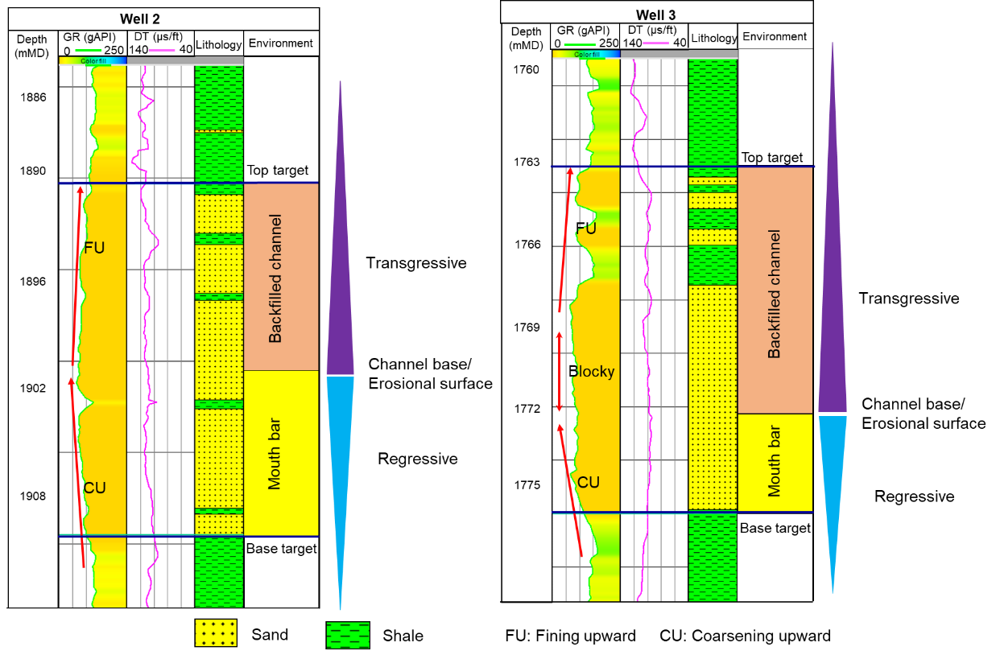 Well 2
Depth
(mMD)
GR (gAPI)
0 250
Color fill
DT (µs/ft)
140 40
Lithology
Environment
1886
1890
1896
1902
1908
FU
CU
Top target
Backfilled channel
Mouth bar
Base target
Transgressive
Channel base/
Erosional surface
Regressive
Well 3
Depth
(mMD)
GR (gAPI)
0 250
Color fill
DT (µs/ft)
140 40
Lithology
Environment
1760
1763
1766
1769
1772
1775
FU
Blocky
CU
Top target
Backfilled channel
Mouth bar
Base target
Transgressive
Channel base/
Erosional surface
Regressive
Sand
Shale
FU: Fining upward
CU: Coarsening upward